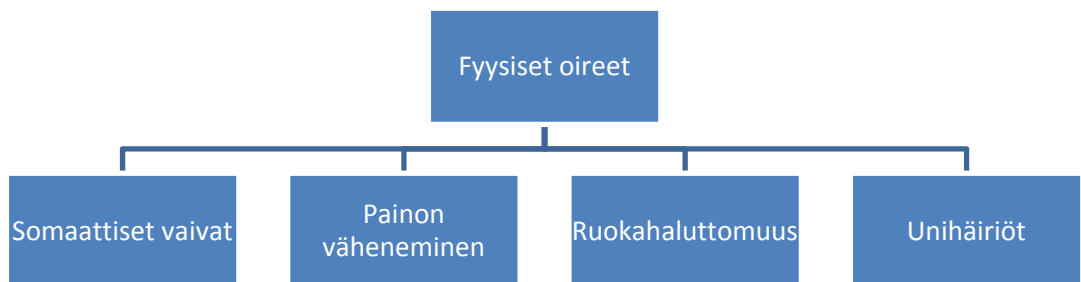 Fyysiset oireet
Somaattiset vaivat
Painon
väheneminen
Ruokahaluttomuus
Unihäiriöt